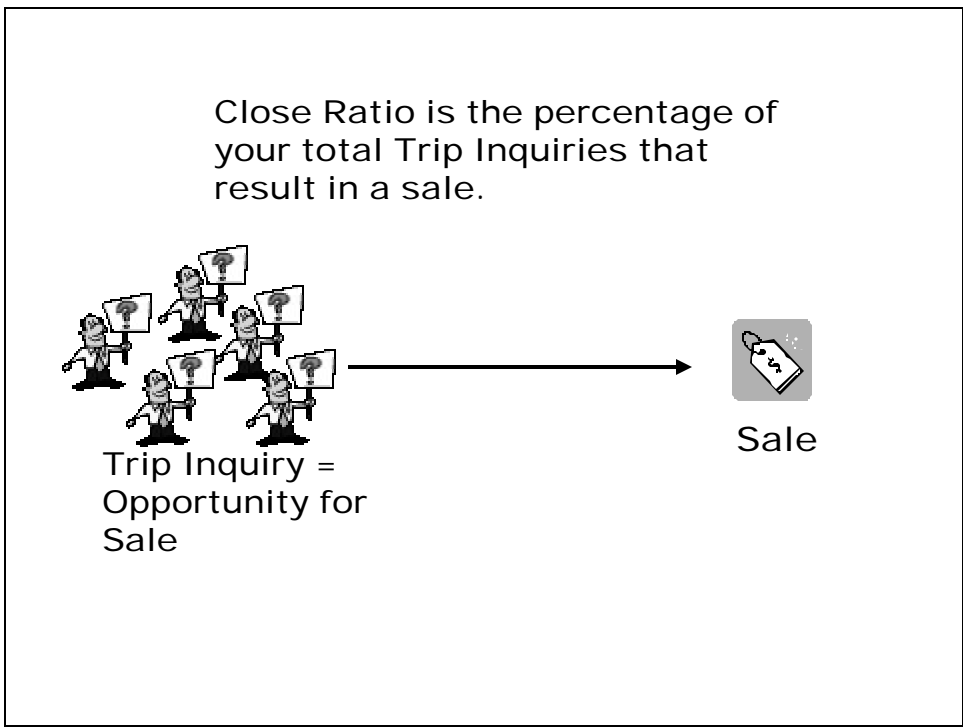 Close Ratio is the percentage of
your total Trip Inquiries that
result in a sale.
?
?
?
?
?
$
Sale
Trip Inquiry =
Opportunity for
Sale